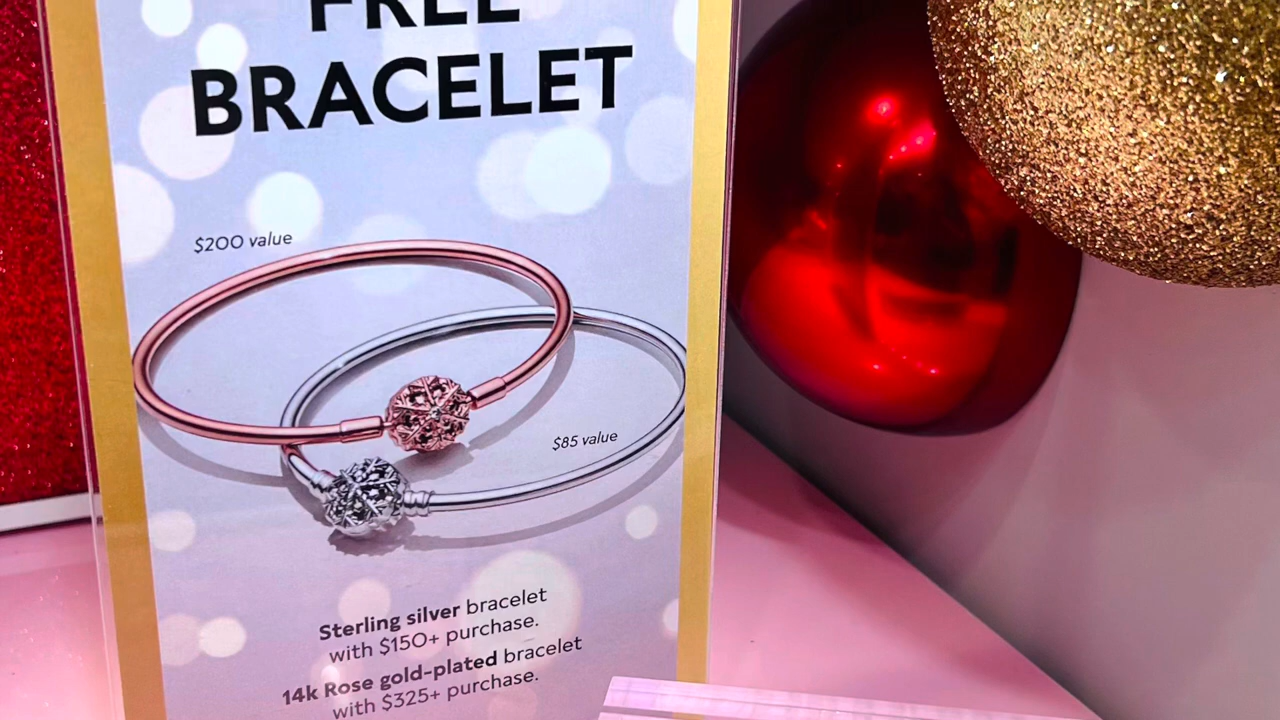 FREE
BRACELET
$200 value
$85 value
Sterling silver bracelet
with $150+ purchase.
14k Rose gold-plated bracelet
with $325+ purchase.